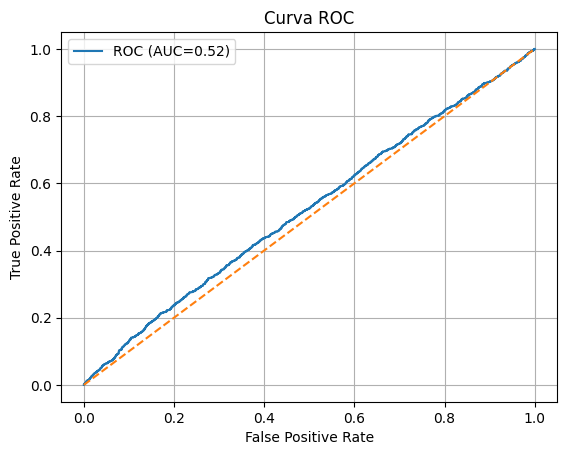 Curva ROC
ROC (AUC=0.52)
True Positive Rate
1.0
0.8
0.6
0.4
0.2
0.0
0.0 0.2 0.4 0.6 0.8 1.0
False Positive Rate